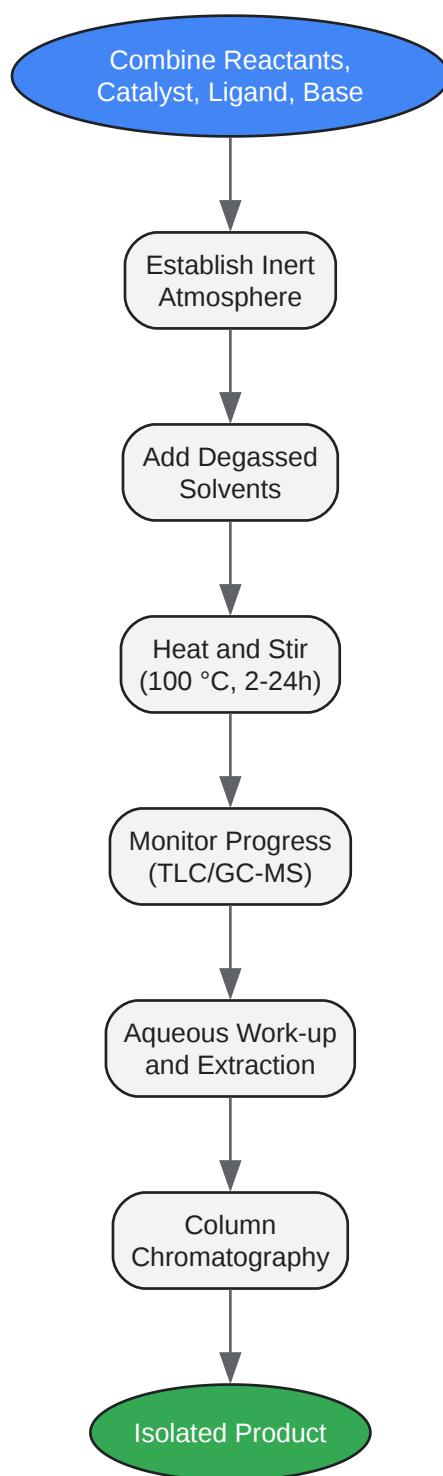 Combine Reactants,
Catalyst, Ligand, Base
Establish Inert
Atmosphere
Add Degassed
Solvents
Heat and Stir
(100 °C, 2-24h)
Monitor Progress
(TLC/GC-MS)
Aqueous Work-up
and Extraction
Column
Chromatography
Isolated Product